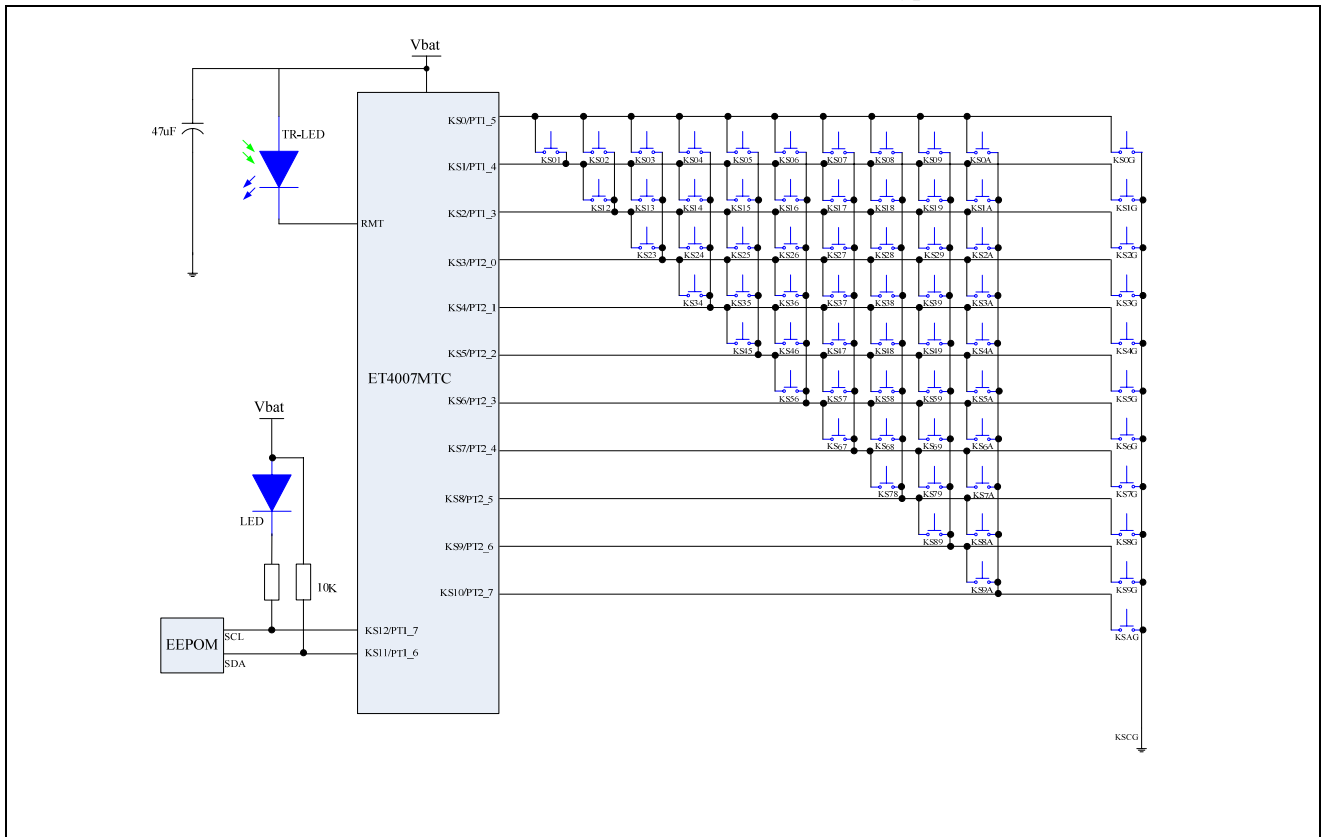 Vbat
47uF
TR-LED
RMT
ET4007MTC
KS0/PT1_5
KS01 KS02 KS03 KS04 KS05 KS06 KS07 KS08 KS09 KS0A KS0G
KS1/PT1_4
KS12 KS13 KS14 KS15 KS16 KS17 KS18 KS19 KS1A KS1G
KS2/PT1_3
KS23 KS24 KS25 KS26 KS27 KS28 KS29 KS2A KS2G
KS3/PT2_0
KS34 KS35 KS36 KS37 KS38 KS39 KS3A KS3G
KS4/PT2_1
KS45 KS46 KS47 KS48 KS49 KS4A KS4G
KS5/PT2_2
KS56 KS57 KS58 KS59 KS5A KS5G
KS6/PT2_3
KS67 KS68 KS69 KS6A KS6G
KS7/PT2_4
KS78 KS79 KS7A KS7G
KS8/PT2_5
KS89 KS8A KS8G
KS9/PT2_6
KS9A KS9G
KS10/PT2_7
KSAG
Vbat
LED
10K
EEPOM
SCL
SDA
KS12/PT1_7
KS11/PT1_6
KSCG